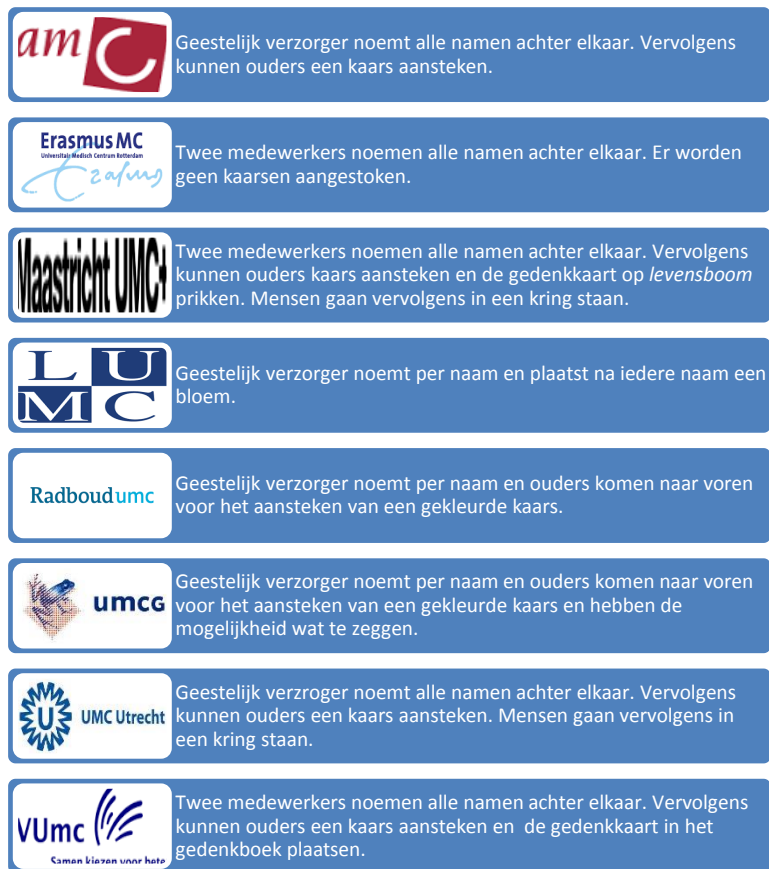 amC
Geestelijk verzorger noemt alle namen achter elkaar. Vervolgens
kunnen ouders een kaars aansteken.
Erasmus MC
Universitair Medisch Centrum Rotterdam
Erasmus
Twee medewerkers noemen alle namen achter elkaar. Er worden
geen kaarsen aangestoken.
Maastricht UMC+
Twee medewerkers noemen alle namen achter elkaar. Vervolgens
kunnen ouders kaars aansteken en de gedenkkaart op levensboom
prikken. Mensen gaan vervolgens in een kring staan.
L U
M C
Geestelijk verzorger noemt per naam en plaatst na iedere naam een
bloem.
Radboudumc
Geestelijk verzorger noemt per naam en ouders komen naar voren
voor het aansteken van een gekleurde kaars.
umcg
Geestelijk verzorger noemt per naam en ouders komen naar voren
voor het aansteken van een gekleurde kaars en hebben de
mogelijkheid wat te zeggen.
U
UMC Utrecht
Geestelijk verzroger noemt alle namen achter elkaar. Vervolgens
kunnen ouders een kaars aansteken. Mensen gaan vervolgens in
een kring staan.
VUmc
Samen kiezen voor bete
Twee medewerkers noemen alle namen achter elkaar. Vervolgens
kunnen ouders een kaars aansteken en  de gedenkkaart in het
gedenkboek plaatsen.